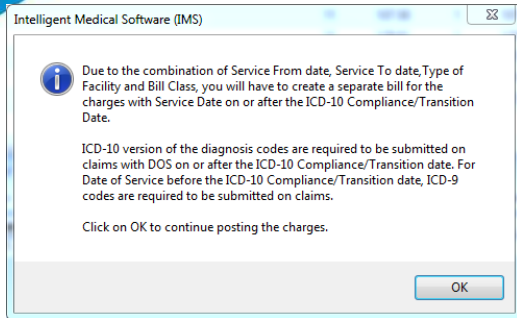 Intelligent Medical Software (IMS)
Due to the combination of Service From date, Service To date,Type of
Facility and Bill Class, you will have to create a separate bill for the
charges with Service Date on or after the ICD-10 Compliance/Transition
Date.
ICD-10 version of the diagnosis codes are required to be submitted on
claims with DOS on or after the ICD-10 Compliance/Transition date. For
Date of Service before the ICD-10 Compliance/Transition date, ICD-9
codes are required to be submitted on claims.
Click on OK to continue posting the charges.
OK